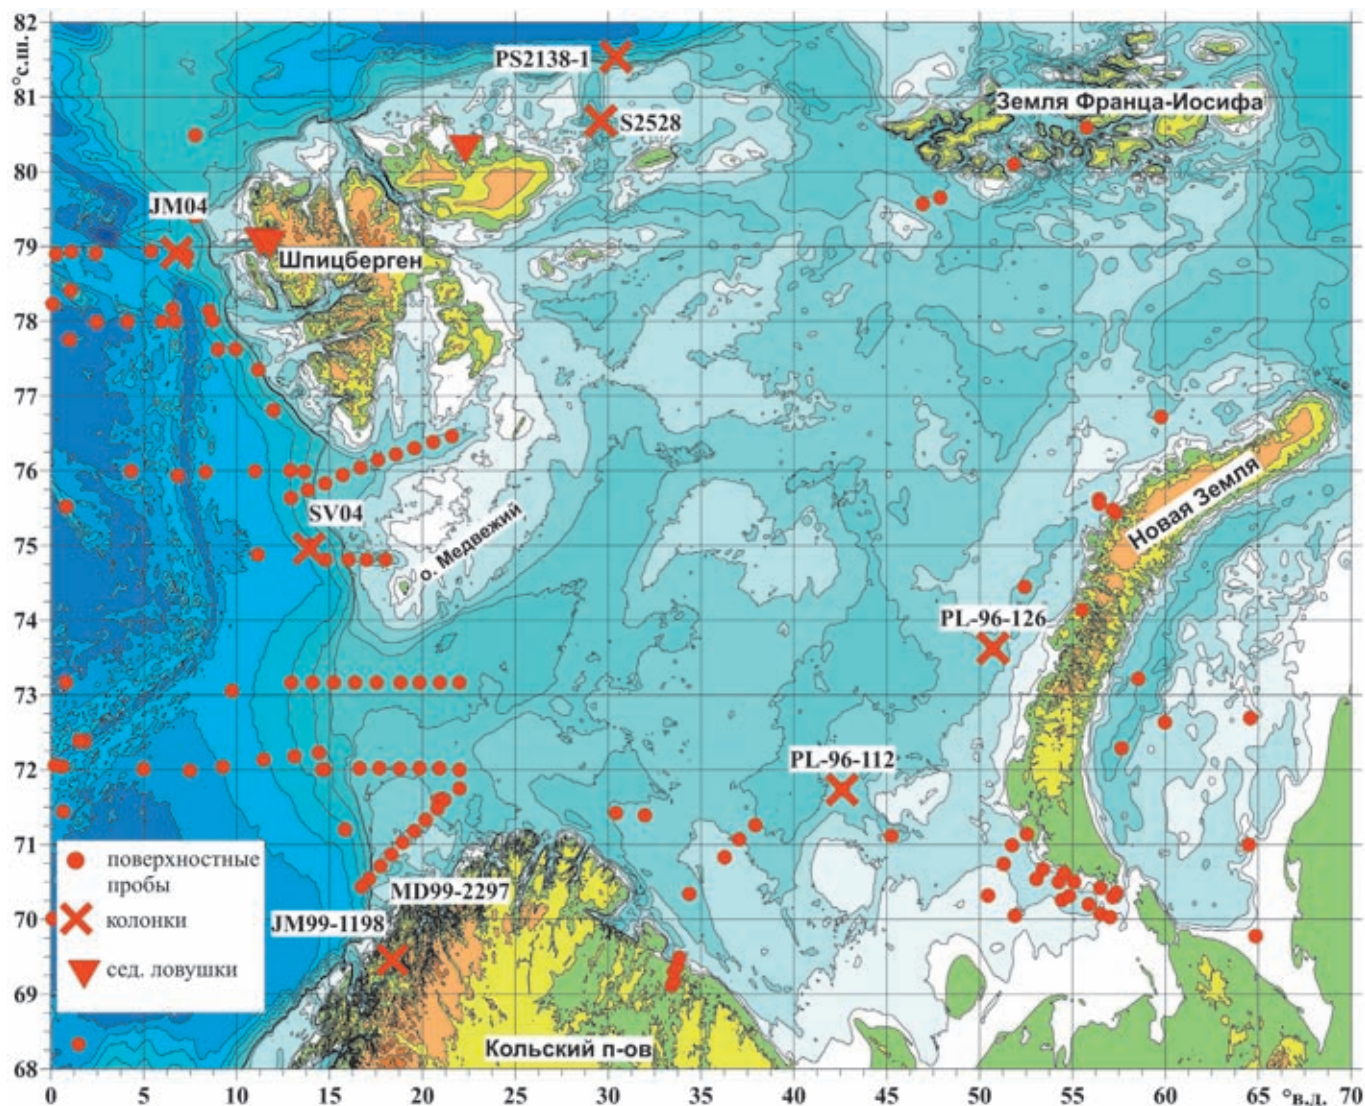 82
°с.ш.
81
80
79
78
77
76
75
74
73
72
71
70
69
68
PS2138-1
S2528
Земля Франца-Иосифа
JM04
Шпицберген
SV04
о. Медвежий
Новая Земля
PL-96-126
PL-96-112
MD99-2297
JM99-1198
Кольский п-ов
поверхностные
пробы
колонки
сед. ловушки
0 5 10 15 20 25 30 35 40 45 50 55 60 65 °в.д. 70